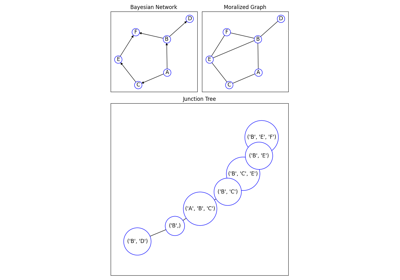 Bayesian Network
Moralized Graph
D
F
B
E
A
C
D
F
B
E
A
C
Junction Tree
('B', 'E', 'F')
('B', 'E')
('B', 'C', 'E')
('B', 'C')
('A', 'B', 'C')
('B',)
('B', 'D')